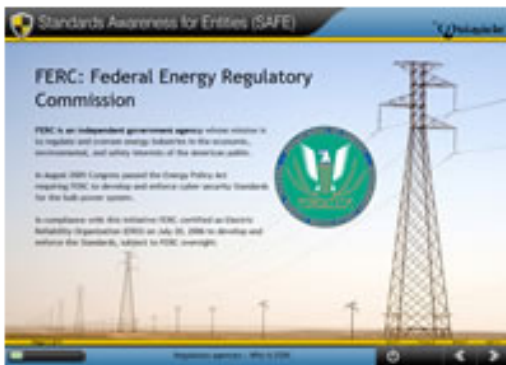 Standards Awareness for Entities (SAFE)
FERC: Federal Energy Regulatory
Commission
FERC is an independent government agency whose mission is
to regulate and oversee energy industries in the economic,
environmental, and safety interests of the American public.
In August 2005 Congress passed the Energy Policy Act
requiring FERC to develop and enforce cyber security Standards
for the bulk power system.
In compliance with this initiative FERC certified an Electric
Reliability Organization (ERO) on July 20, 2006 to develop and
enforce the Standards, subject to FERC oversight.